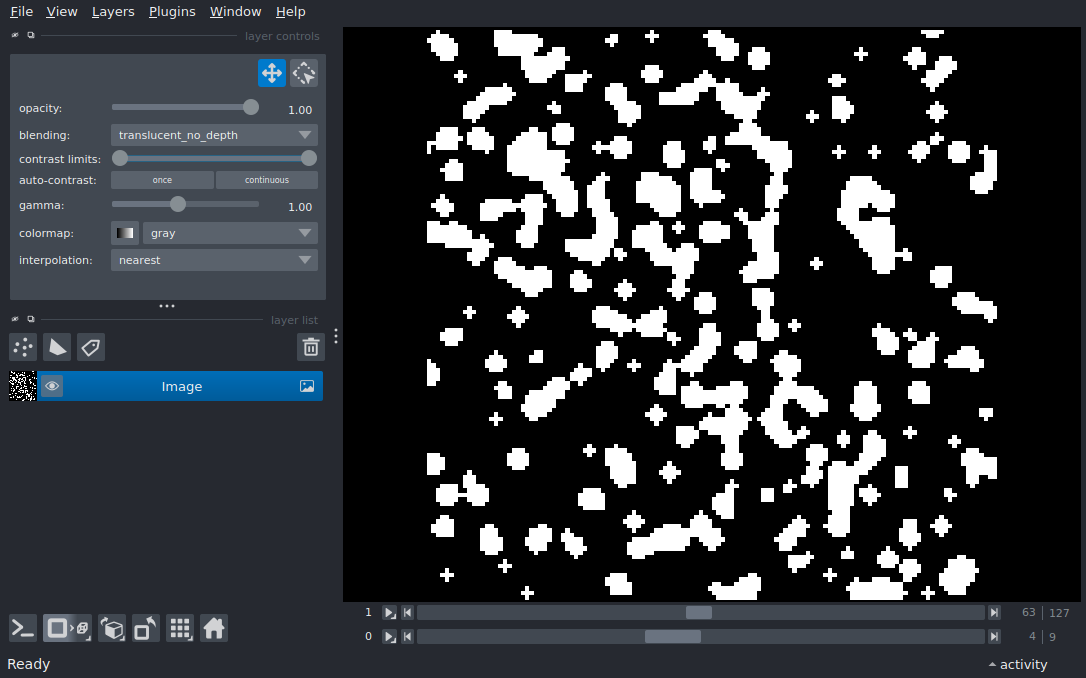 File View Layers Plugins Window Help
layer controls
opacity: 1.00
blending: translucent_no_depth
contrast limits:
auto-contrast: once continuous
gamma: 1.00
colormap: gray
interpolation: nearest
layer list
Image
1 63 127
0 4 9
Ready activity